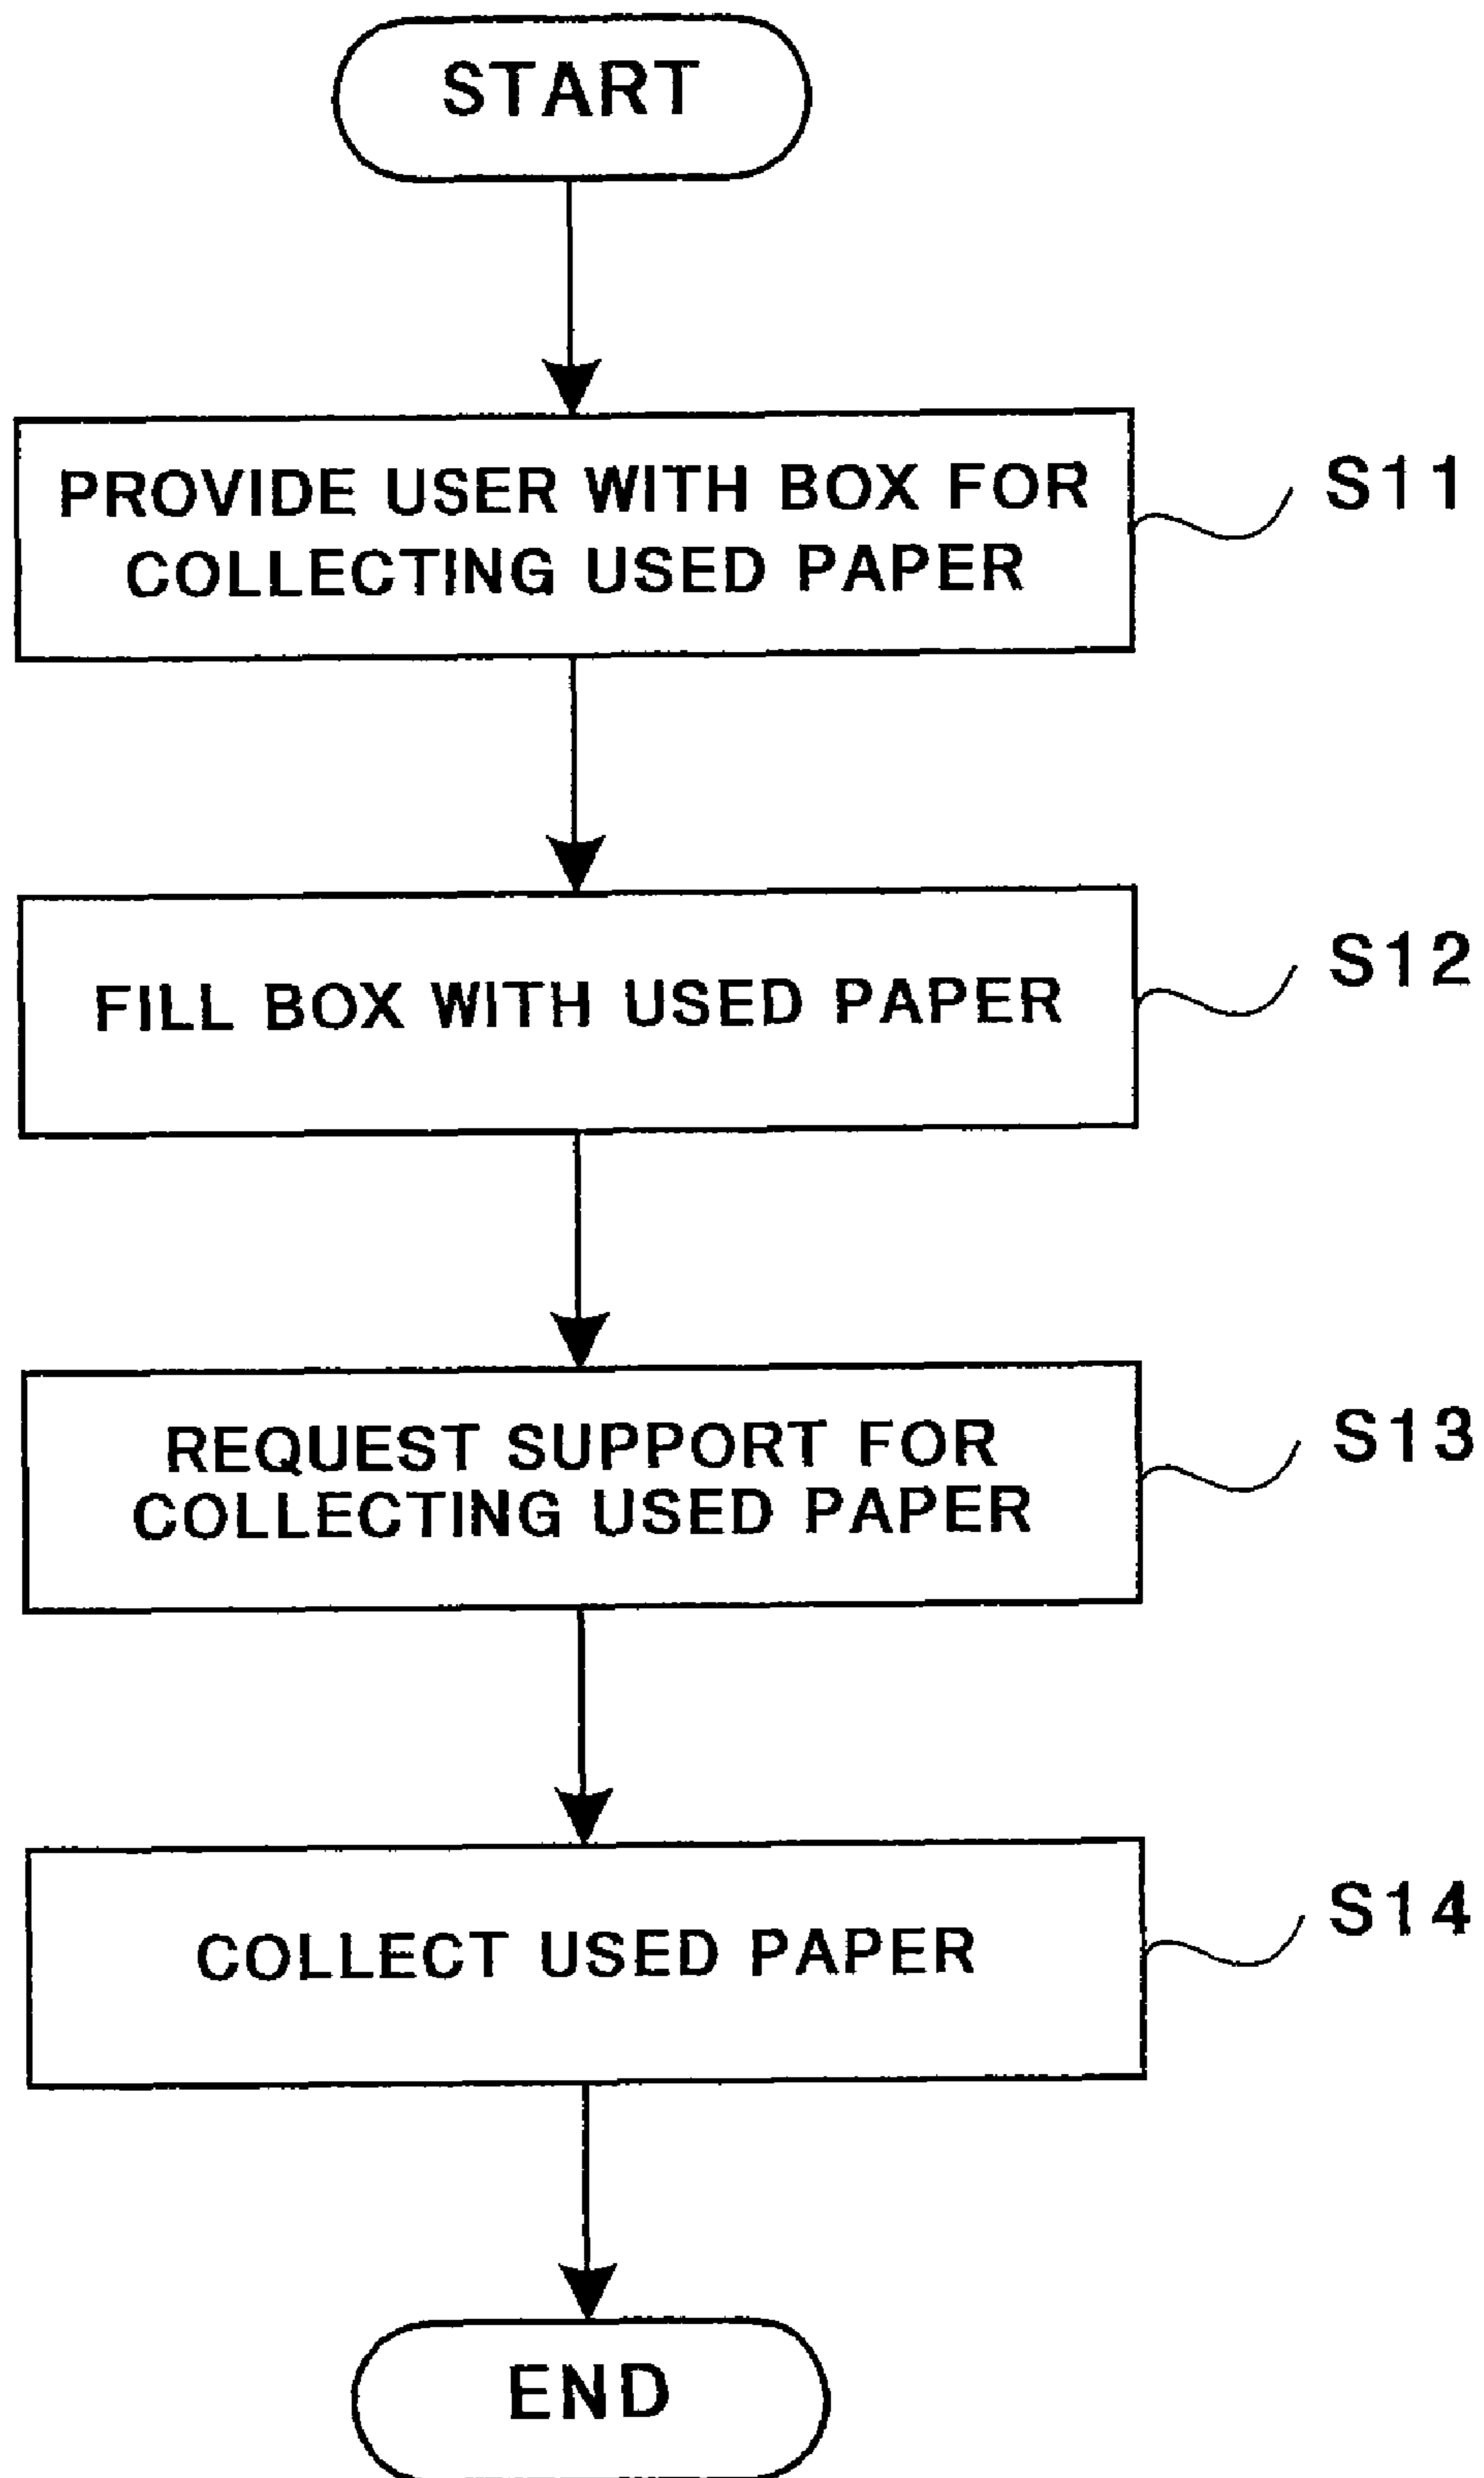 START
PROVIDE USER WITH BOX FOR
COLLECTING USED PAPER
S11
FILL BOX WITH USED PAPER
S12
REQUEST SUPPORT FOR
COLLECTING USED PAPER
S13
COLLECT USED PAPER
S14
END